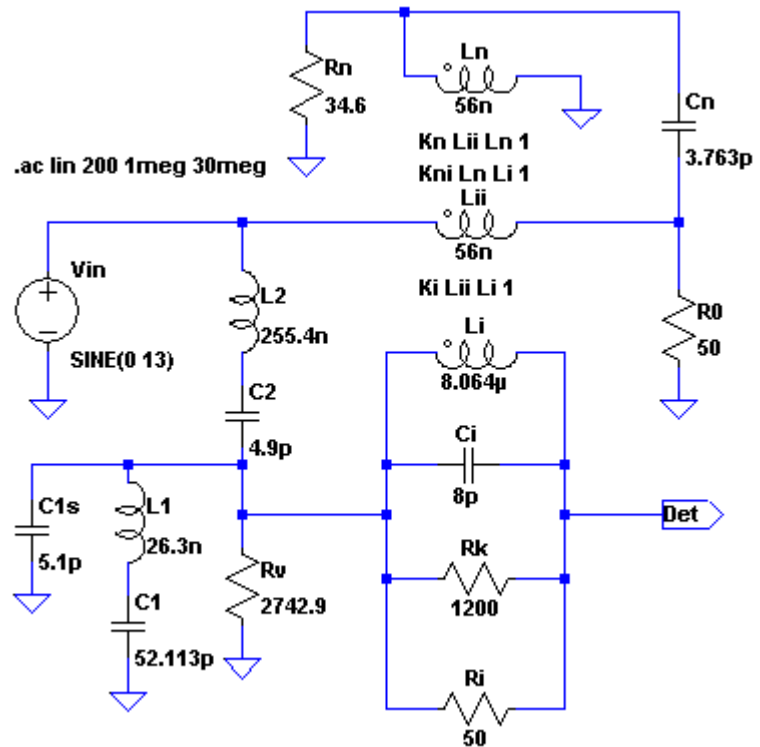 Ln
Rn
56n
34.6
Cn
Kn Lii Ln 1
3.763p
.ac lin 200 1meg 30meg
Kni Ln Li 1
Lii
56n
Vin
Ki Lii Li 1
L2
R0
255.4n
Li
50
SINE(0 13)
8.064µ
C2
Ci
4.9p
C1s
L1
8p
Det
5.1p
26.3n
Rv
Rk
2742.9
1200
C1
52.113p
Ri
50